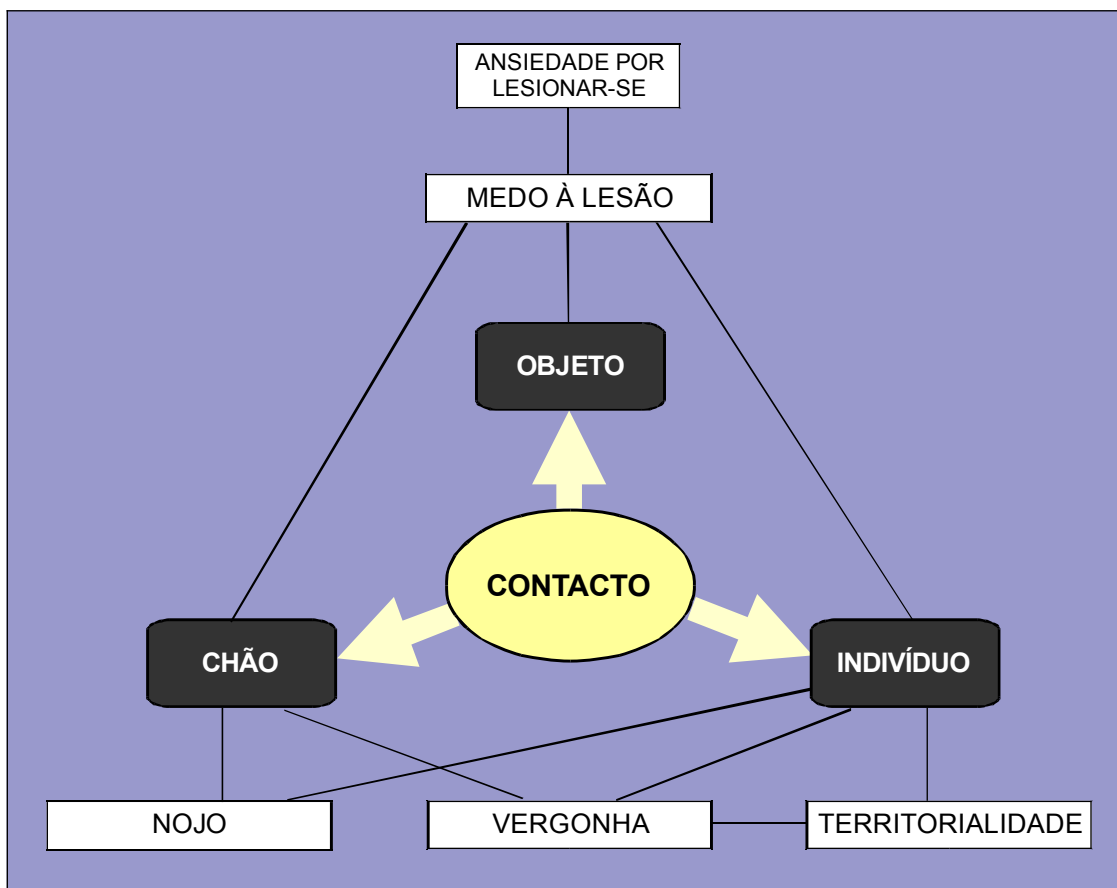 ANSIEDADE POR
LESIONAR-SE
MEDO À LESÃO
OBJETO
CONTACTO
CHÃO
INDIVÍDUO
NOJO
VERGONHA
TERRITORIALIDADE